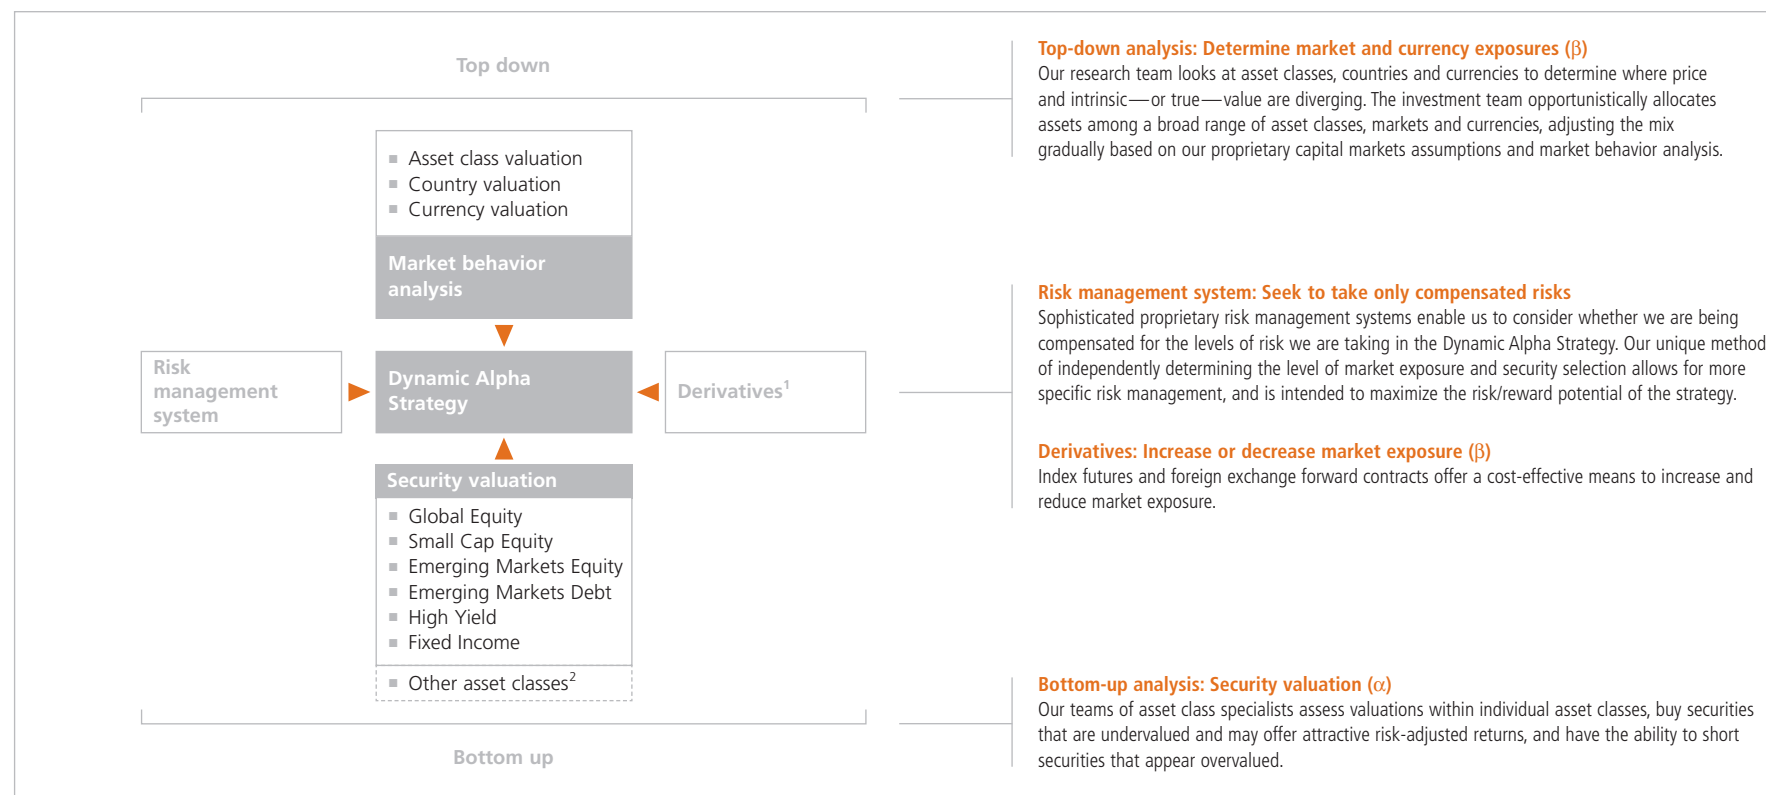 Top down
Asset class valuation
Country valuation
Currency valuation
Market behavior
analysis
Risk
management
system
Dynamic Alpha
Strategy
Derivatives1
Security valuation
Global Equity
Small Cap Equity
Emerging Markets Equity
Emerging Markets Debt
High Yield
Fixed Income
Other asset classes2
Bottom up
Top-down analysis: Determine market and currency exposures (β)
Our research team looks at asset classes, countries and currencies to determine where price
and intrinsic—or true—value are diverging. The investment team opportunistically allocates
assets among a broad range of asset classes, markets and currencies, adjusting the mix
gradually based on our proprietary capital markets assumptions and market behavior analysis.
Risk management system: Seek to take only compensated risks
Sophisticated proprietary risk management systems enable us to consider whether we are being
compensated for the levels of risk we are taking in the Dynamic Alpha Strategy. Our unique method
of independently determining the level of market exposure and security selection allows for more
specific risk management, and is intended to maximize the risk/reward potential of the strategy.
Derivatives: Increase or decrease market exposure (β)
Index futures and foreign exchange forward contracts offer a cost-effective means to increase and
reduce market exposure.
Bottom-up analysis: Security valuation (α)
Our teams of asset class specialists assess valuations within individual asset classes, buy securities
that are undervalued and may offer attractive risk-adjusted returns, and have the ability to short
securities that appear overvalued.